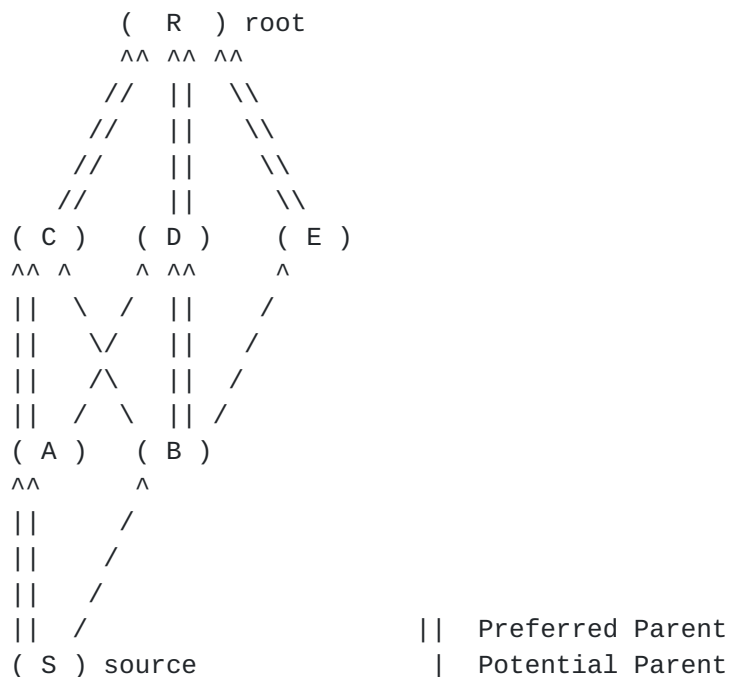 ( R ) root
^^ ^^ ^^
// || \\
// || \\
// || \\
// || \\
( C ) ( D ) ( E )
^^ ^ ^ ^^ ^
|| \ / || /
|| \/ || /
|| /\ || /
|| / \ || /
( A ) ( B )
^^ ^
|| /
|| /
|| /
|| / || Preferred Parent
( S ) source | Potential Parent